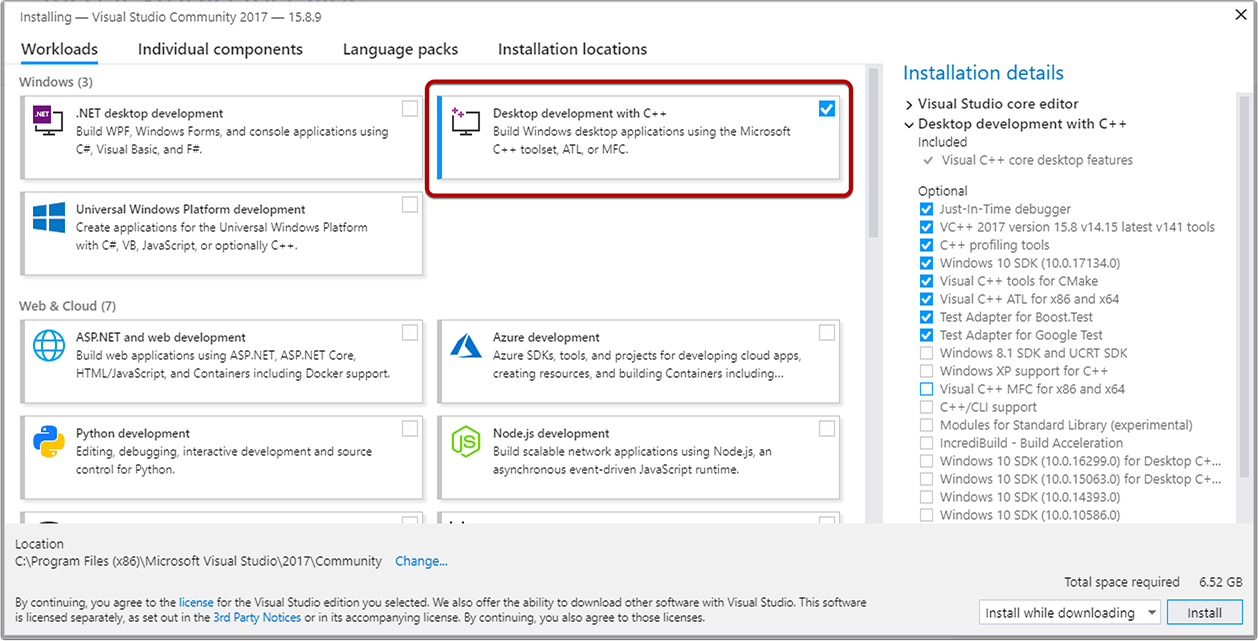 Installing — Visual Studio Community 2017 — 15.8.9
Workloads
Individual components
Language packs
Installation locations
Windows (3)
.NET
.NET desktop development
Build WPF, Windows Forms, and console applications using
C#, Visual Basic, and F#.
Desktop development with C++
Build Windows desktop applications using the Microsoft
C++ toolset, ATL, or MFC.
Universal Windows Platform development
Create applications for the Universal Windows Platform
with C#, VB, JavaScript, or optionally C++.
Web & Cloud (7)
ASP.NET and web development
Build web applications using ASP.NET, ASP.NET Core,
HTML/JavaScript, and Containers including Docker support.
Azure development
Azure SDKs, tools, and projects for developing cloud apps,
creating resources, and building Containers including...
Python development
Editing, debugging, interactive development and source
control for Python.
JS
Node.js development
Build scalable network applications using Node.js, an
asynchronous event-driven JavaScript runtime.
Installation details
Visual Studio core editor
Desktop development with C++
Included
Visual C++ core desktop features
Optional
Just-In-Time debugger
VC++ 2017 version 15.8 v14.15 latest v141 tools
C++ profiling tools
Windows 10 SDK (10.0.17134.0)
Visual C++ tools for CMake
Visual C++ ATL for x86 and x64
Test Adapter for Boost.Test
Test Adapter for Google Test
Windows 8.1 SDK and UCRT SDK
Windows XP support for C++
Visual C++ MFC for x86 and x64
C++/CLI support
Modules for Standard Library (experimental)
IncrediBuild - Build Acceleration
Windows 10 SDK (10.0.16299.0) for Desktop C+...
Windows 10 SDK (10.0.15063.0) for Desktop C+...
Windows 10 SDK (10.0.14393.0)
Windows 10 SDK (10.0.10586.0)
Location
C:\Program Files (x86)\Microsoft Visual Studio\2017\Community Change...
Total space required 6.52 GB
By continuing, you agree to the license for the Visual Studio edition you selected. We also offer the ability to download other software with Visual Studio. This software
is licensed separately, as set out in the 3rd Party Notices or in its accompanying license. By continuing, you also agree to those licenses.
Install while downloading
Install